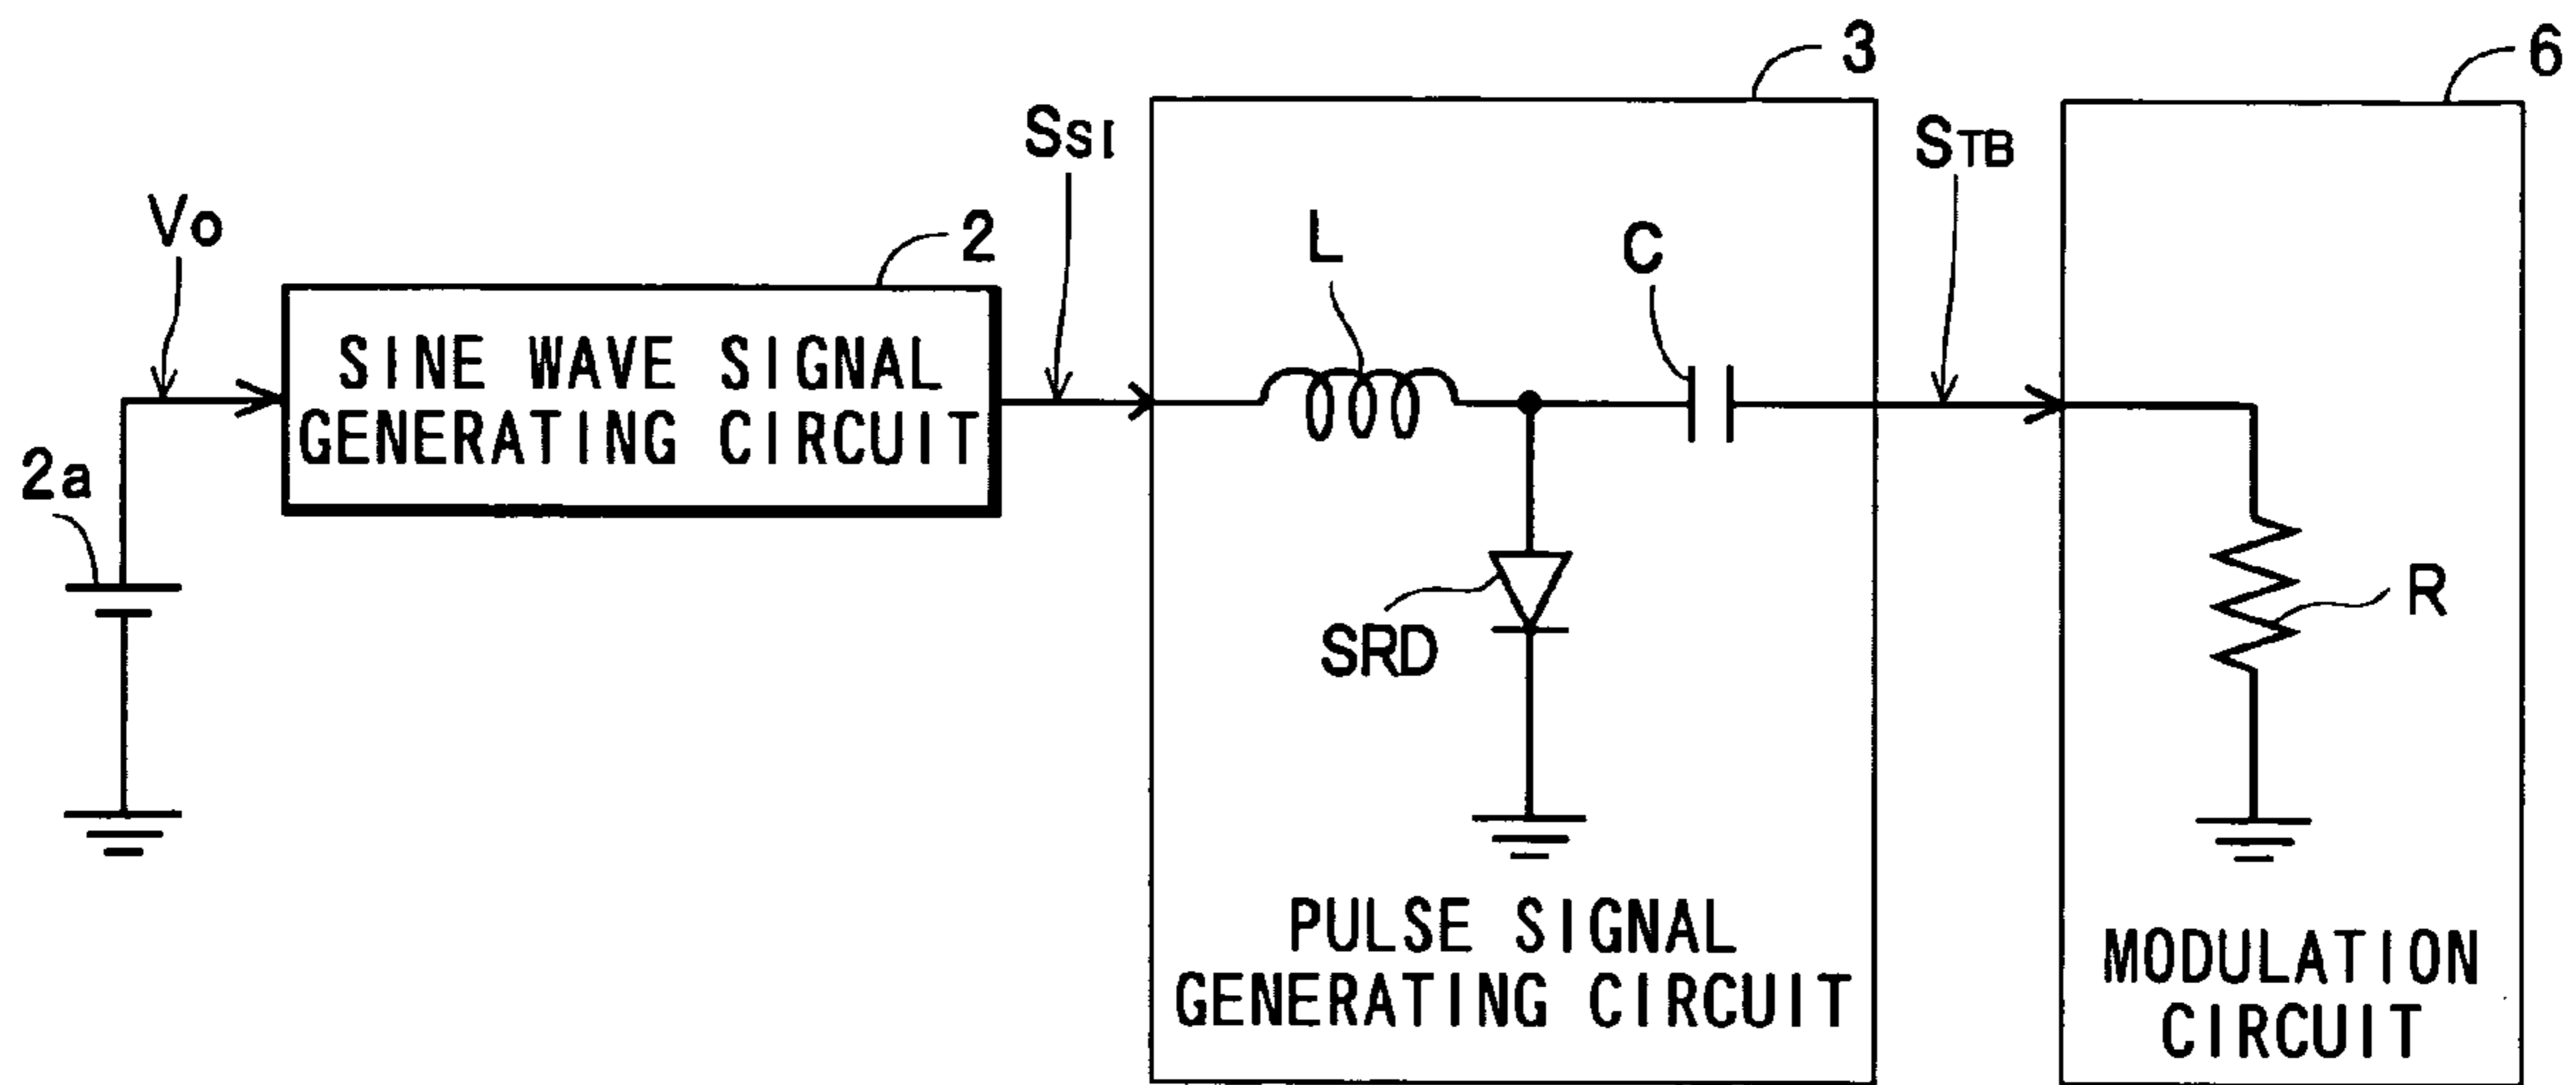 3
6
SSI
STB
Vo
2
L
C
SINE WAVE SIGNAL
GENERATING CIRCUIT
2a
SRD
R
PULSE SIGNAL
GENERATING CIRCUIT
MODULATION
CIRCUIT